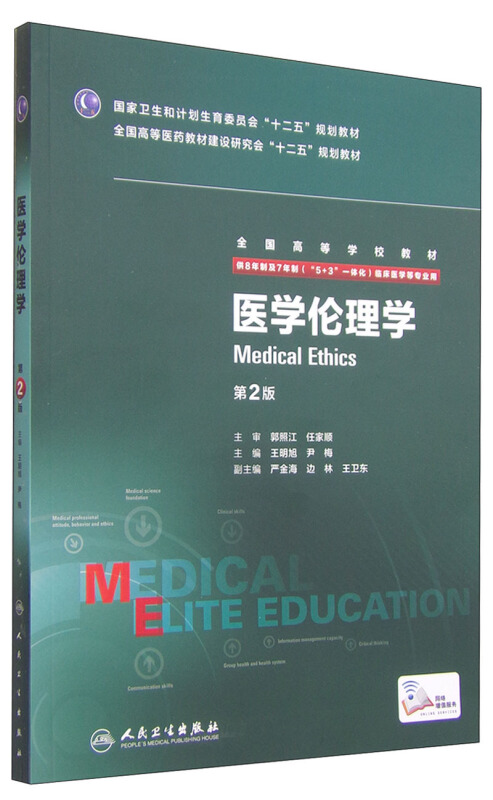 国家卫生和计划生育委员会“十二五”规划教材
全国高等医药教材建设研究会“十二五”规划教材
全国高等学校教材
供8年制及7年制（“5+3”一体化）临床医学等专业用
医学伦理学
Medical Ethics
第2版
主审 郭照江 任家顺
主编 王明旭 尹梅
副主编 严金海 边林 王卫东
Medical science
foundation
Clinical skills
Medical professional
attitude, behavior and ethics
MEDICAL
ELITE EDUCATION
Information management capacity
Critical thinking
Group health and health system
Communication skills
网络
增值服务
ONLINE SERVICES
人民卫生出版社
PEOPLE'S MEDICAL PUBLISHING HOUSE
医学伦理学
第2版
主编 王明旭 尹梅
人民卫生出版社